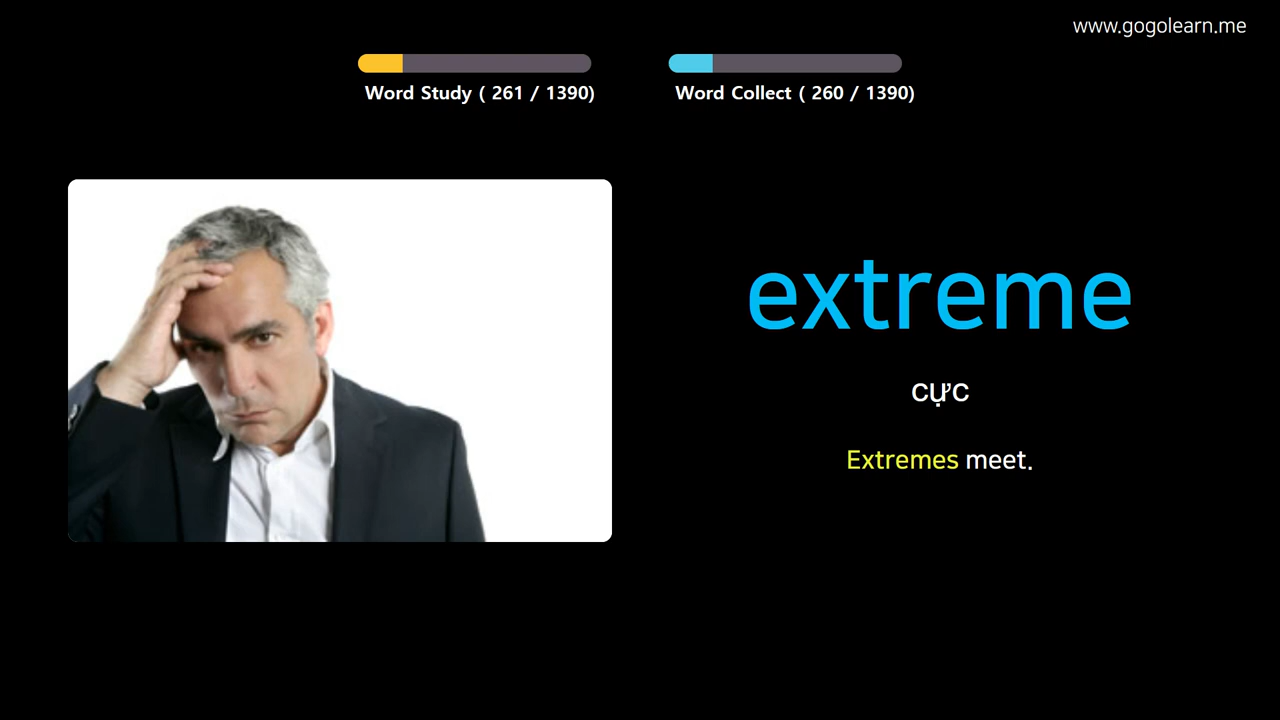 www.gogolearn.me
Word Study ( 261 / 1390)
Word Collect ( 260 / 1390)
extreme
cực
Extremes meet.